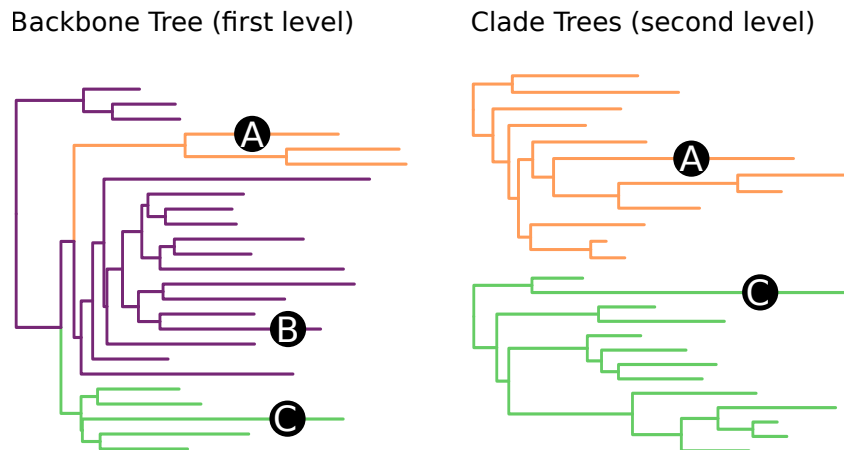 Backbone Tree (first level)
Clade Trees (second level)
A
A
B
C
C